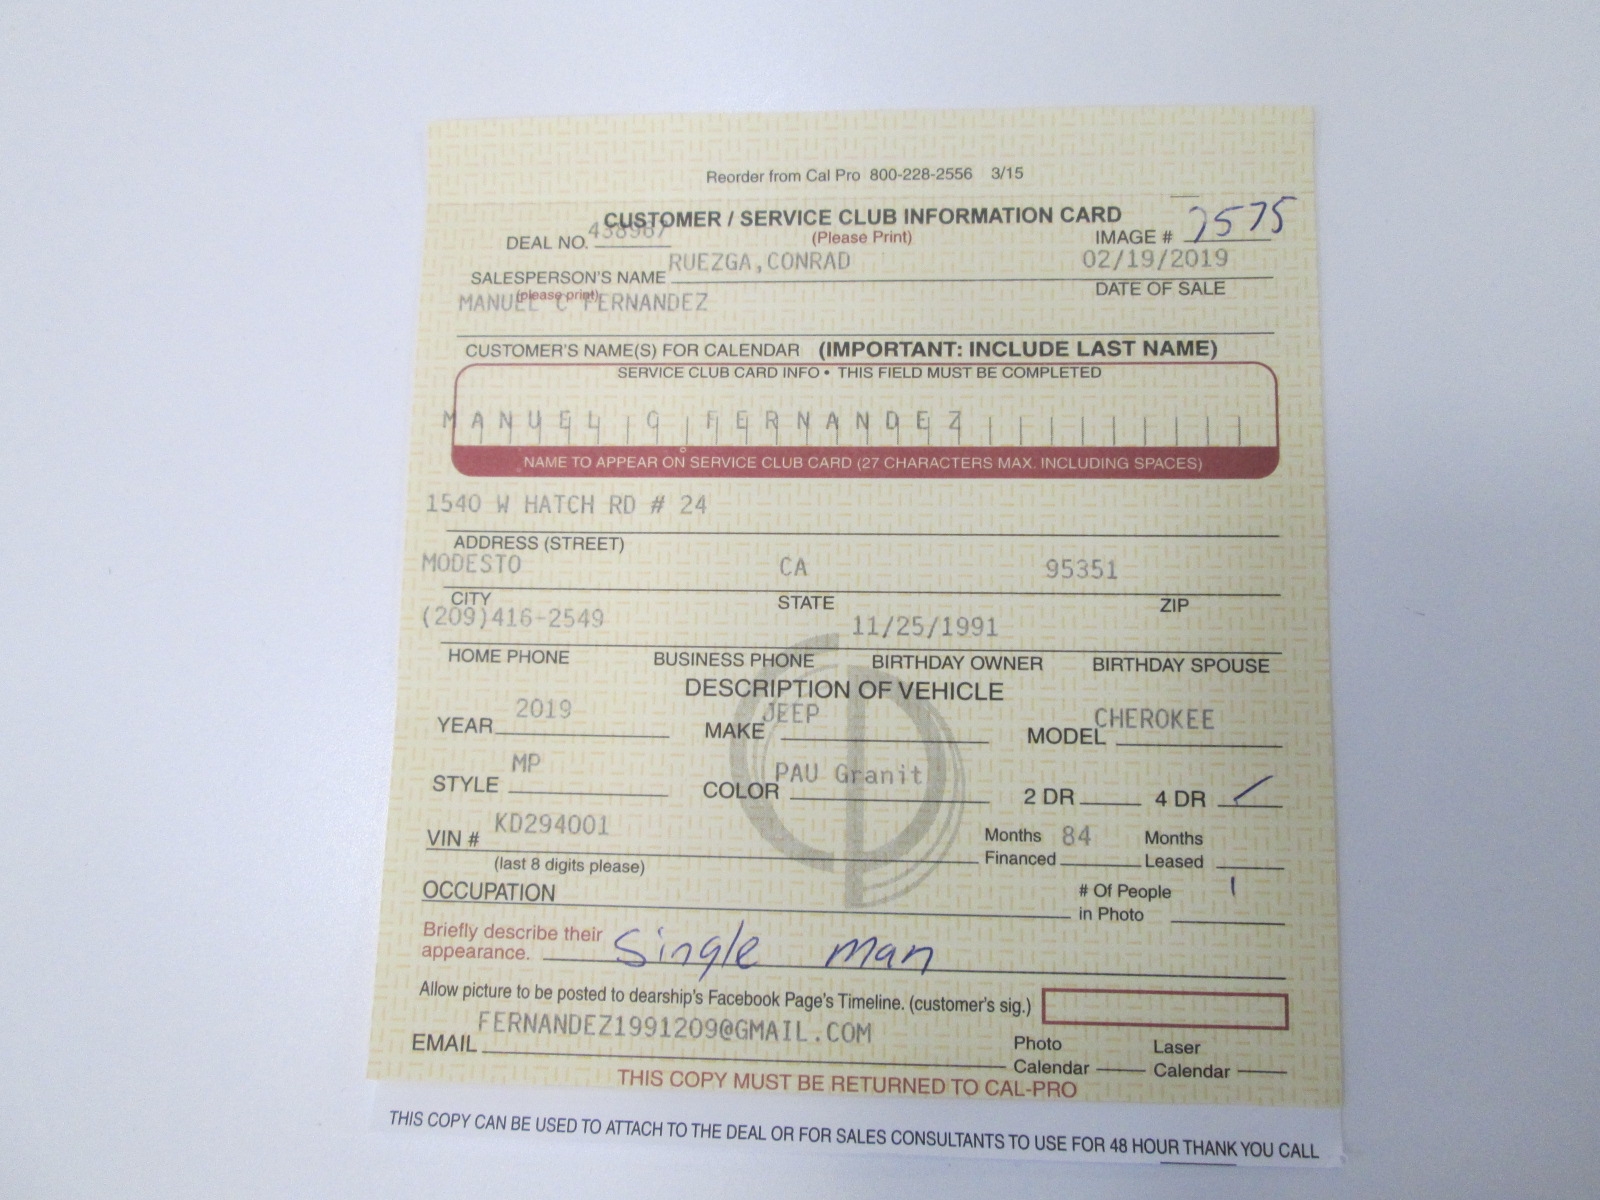 Reorder from Cal Pro 800-228-2556 3/15
CUSTOMER / SERVICE CLUB INFORMATION CARD
DEAL NO. 438967 (Please Print) IMAGE # 7575
SALESPERSON'S NAME RUEZGA,CONRAD 02/19/2019
(please print) DATE OF SALE
MANUEL C FERNANDEZ
CUSTOMER'S NAME(S) FOR CALENDAR (IMPORTANT: INCLUDE LAST NAME)
SERVICE CLUB CARD INFO • THIS FIELD MUST BE COMPLETED
MANUEL C FERNANDEZ
NAME TO APPEAR ON SERVICE CLUB CARD (27 CHARACTERS MAX. INCLUDING SPACES)
1540 W HATCH RD # 24
ADDRESS (STREET)
MODESTO CA 95351
CITY STATE ZIP
(209)416-2549 11/25/1991
HOME PHONE BUSINESS PHONE BIRTHDAY OWNER BIRTHDAY SPOUSE
DESCRIPTION OF VEHICLE
YEAR 2019 MAKE JEEP MODEL CHEROKEE
STYLE MP COLOR PAU Granit 2 DR 4 DR
VIN # KD294001 Months Financed 84 Months Leased
(last 8 digits please)
OCCUPATION # Of People in Photo 1
Briefly describe their appearance. Single man
Allow picture to be posted to dearship's Facebook Page's Timeline. (customer's sig.)
EMAIL FERNANDEZ1991209@GMAIL.COM Photo Calendar Laser Calendar
THIS COPY MUST BE RETURNED TO CAL-PRO
THIS COPY CAN BE USED TO ATTACH TO THE DEAL OR FOR SALES CONSULTANTS TO USE FOR 48 HOUR THANK YOU CALL